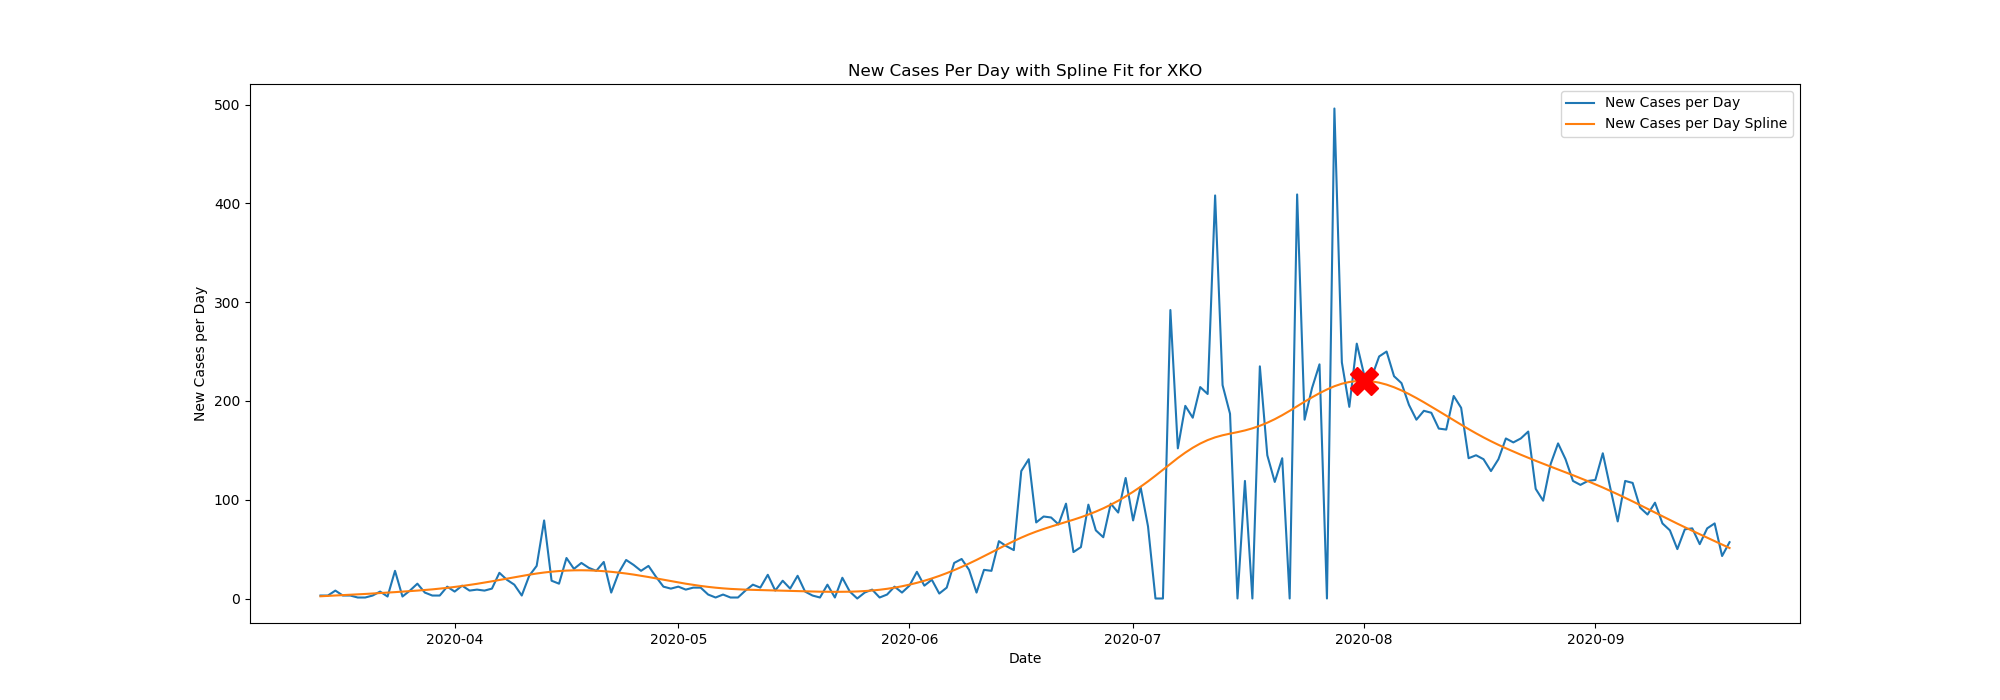 New Cases Per Day with Spline Fit for XKO
New Cases per Day
New Cases per Day Spline
500
400
300
200
100
0
New Cases per Day
2020-04
2020-05
2020-06
2020-07
2020-08
2020-09
Date